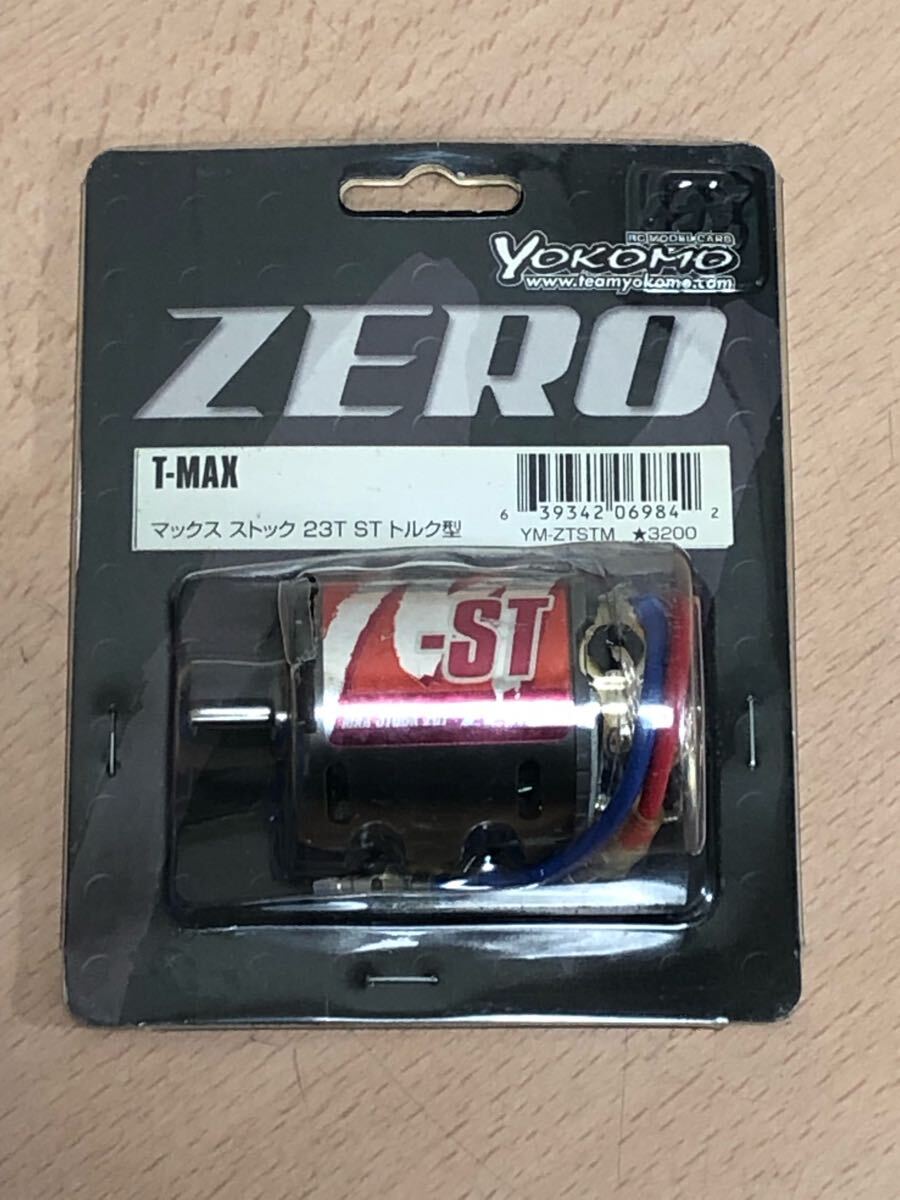 RC MODEL CARS
YOKOMO
www.teamyokomo.com
ZERO
T-MAX
マックス ストック 23T ST トルク型
6 39342 06984 2
YM-ZTSTM ★3200
-ST